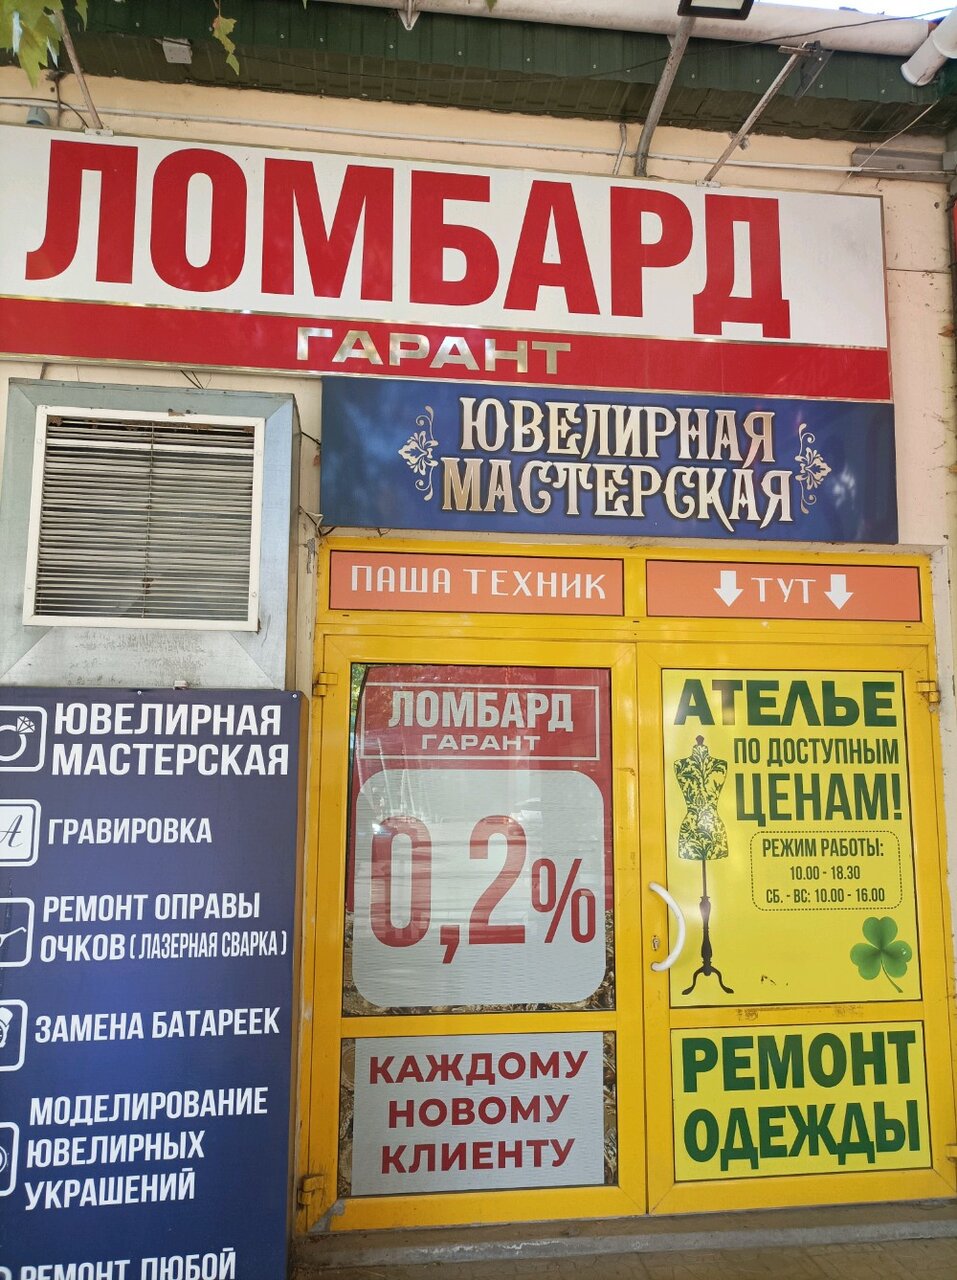 ЛОМБАРД
ГАРАНТ
ЮВЕЛИРНАЯ
МАСТЕРСКАЯ
ПАША ТЕХНИК
ТУТ
ЛОМБАРД
ГАРАНТ
0,2%
КАЖДОМУ
НОВОМУ
КЛИЕНТУ
АТЕЛЬЕ
ПО ДОСТУПНЫМ
ЦЕНАМ!
РЕЖИМ РАБОТЫ:
10.00 - 18.30
СБ. - ВС: 10.00 - 16.00
РЕМОНТ
ОДЕЖДЫ
ЮВЕЛИРНАЯ
МАСТЕРСКАЯ
A
ГРАВИРОВКА
РЕМОНТ ОПРАВЫ
ОЧКОВ ( ЛАЗЕРНАЯ СВАРКА )
ЗАМЕНА БАТАРЕЕК
МОДЕЛИРОВАНИЕ
ЮВЕЛИРНЫХ
УКРАШЕНИЙ
РЕМОНТ ЛЮБОЙ